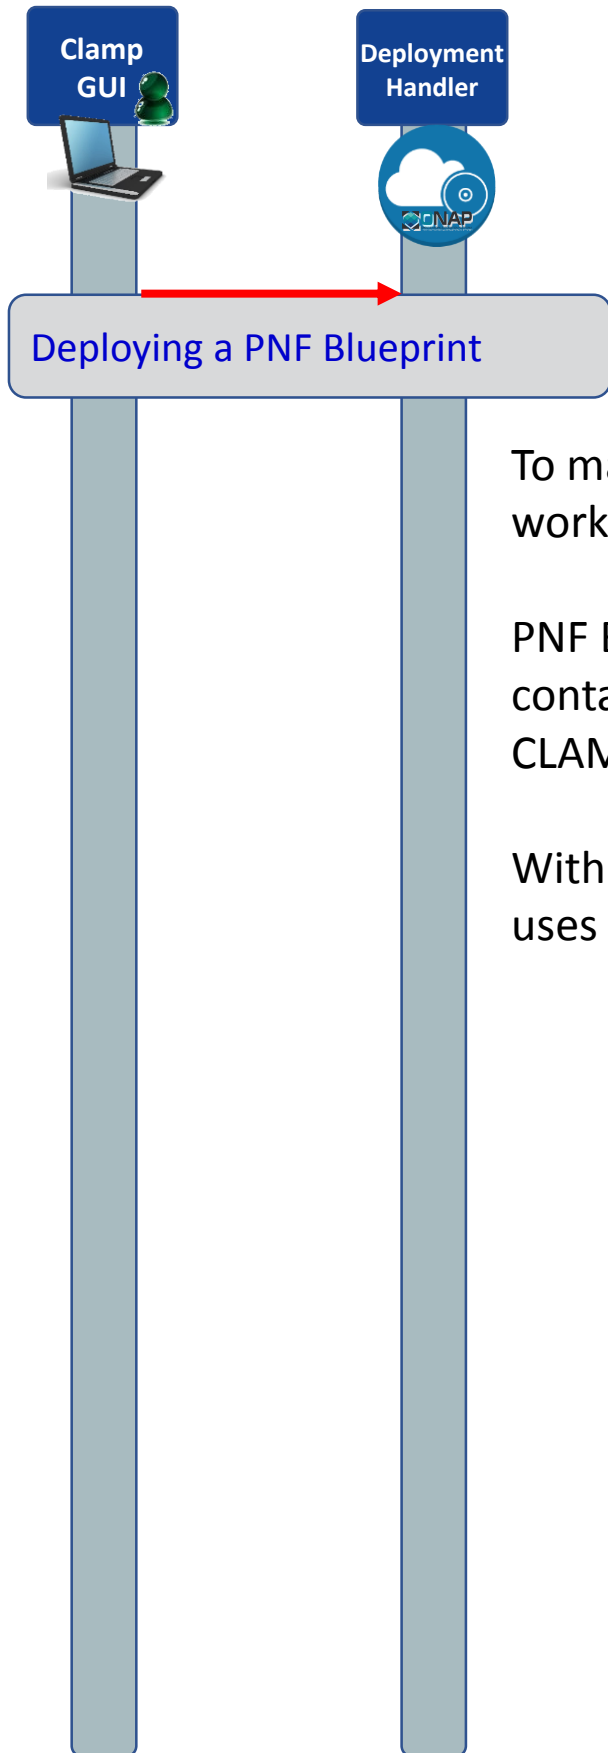 Clamp
GUI
Deployment
Handler
ONAP
Deploying a PNF Blueprint
To ma
work
PNF E
conta
CLAM
With
uses